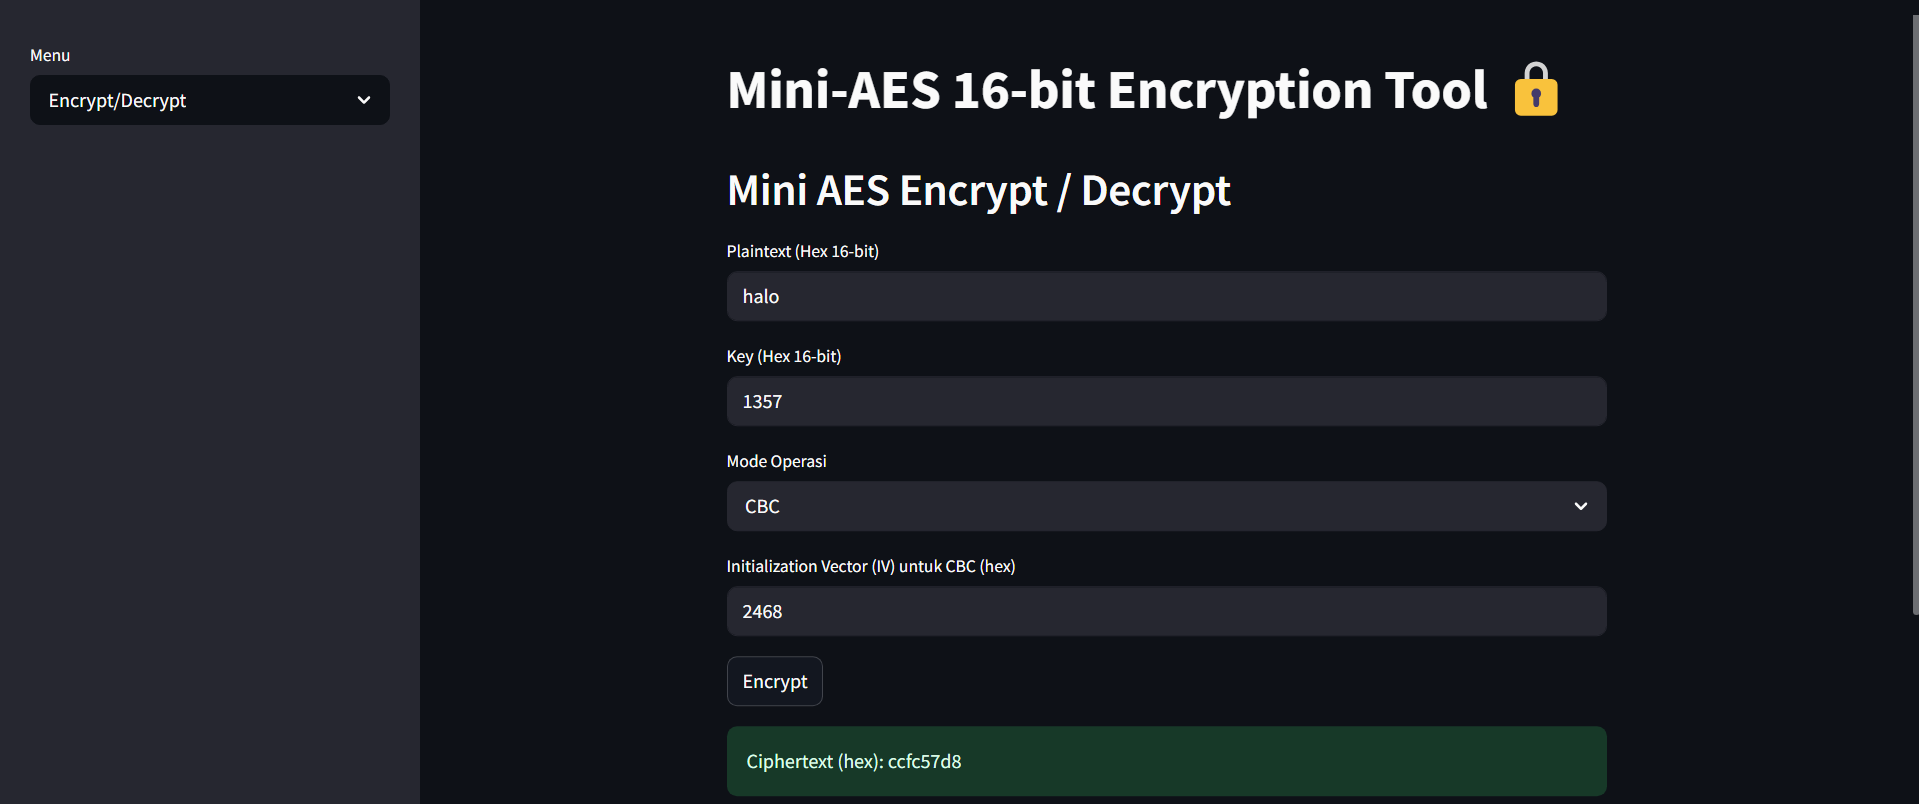 Menu
Encrypt/Decrypt
Mini-AES 16-bit Encryption Tool
Mini AES Encrypt / Decrypt
Plaintext (Hex 16-bit)
halo
Key (Hex 16-bit)
1357
Mode Operasi
CBC
Initialization Vector (IV) untuk CBC (hex)
2468
Encrypt
Ciphertext (hex): ccfc57d8